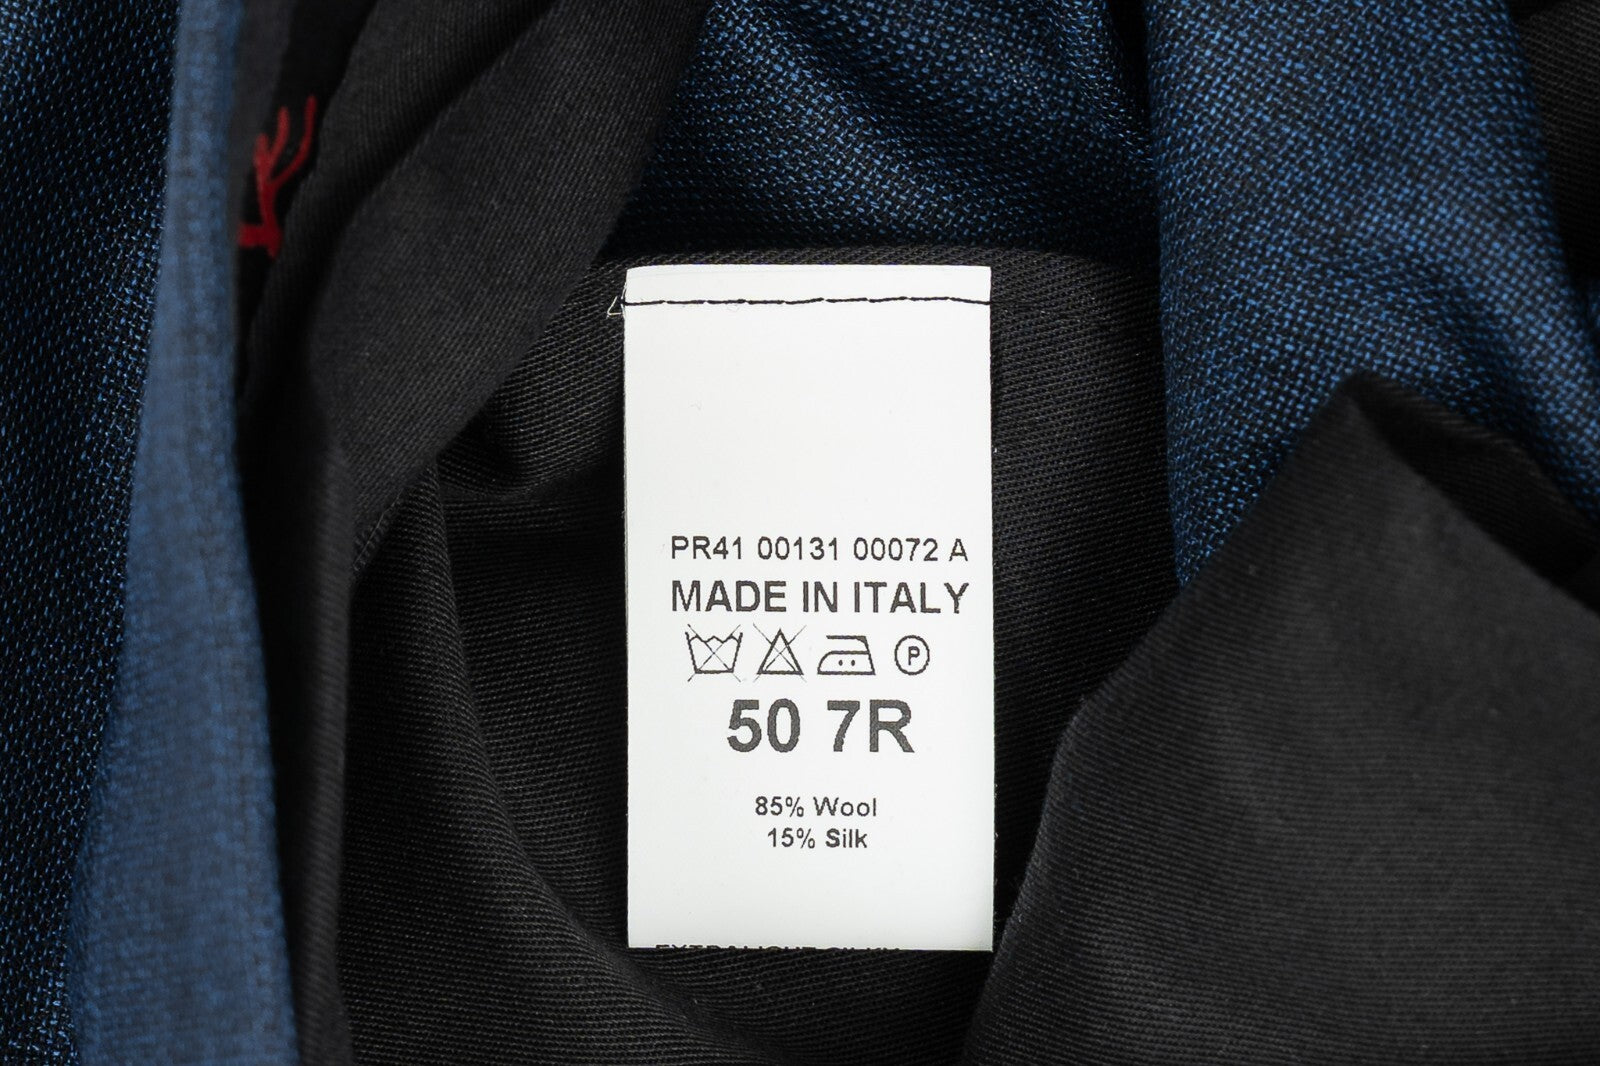 PR41 00131 00072 A
MADE IN ITALY
P
50 7R
85% Wool
15% Silk